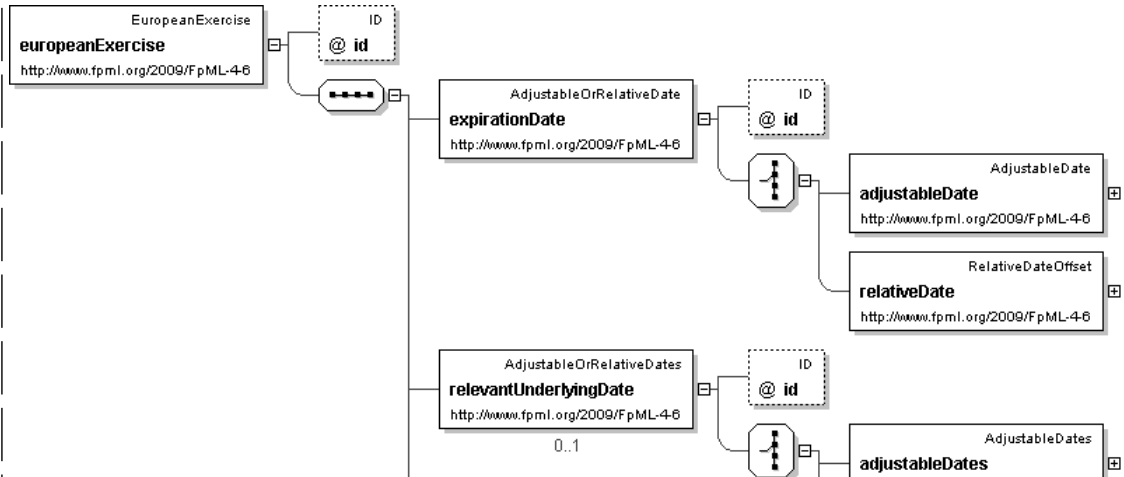 EuropeanExercise
europeanExercise
http://www.fpml.org/2009/FpML-4-6
ID
@ id
AdjustableOrRelativeDate
expirationDate
http://www.fpml.org/2009/FpML-4-6
ID
@ id
AdjustableDate
adjustableDate
http://www.fpml.org/2009/FpML-4-6
RelativeDateOffset
relativeDate
http://www.fpml.org/2009/FpML-4-6
AdjustableOrRelativeDates
relevantUnderlyingDate
http://www.fpml.org/2009/FpML-4-6
0..1
ID
@ id
AdjustableDates
adjustableDates